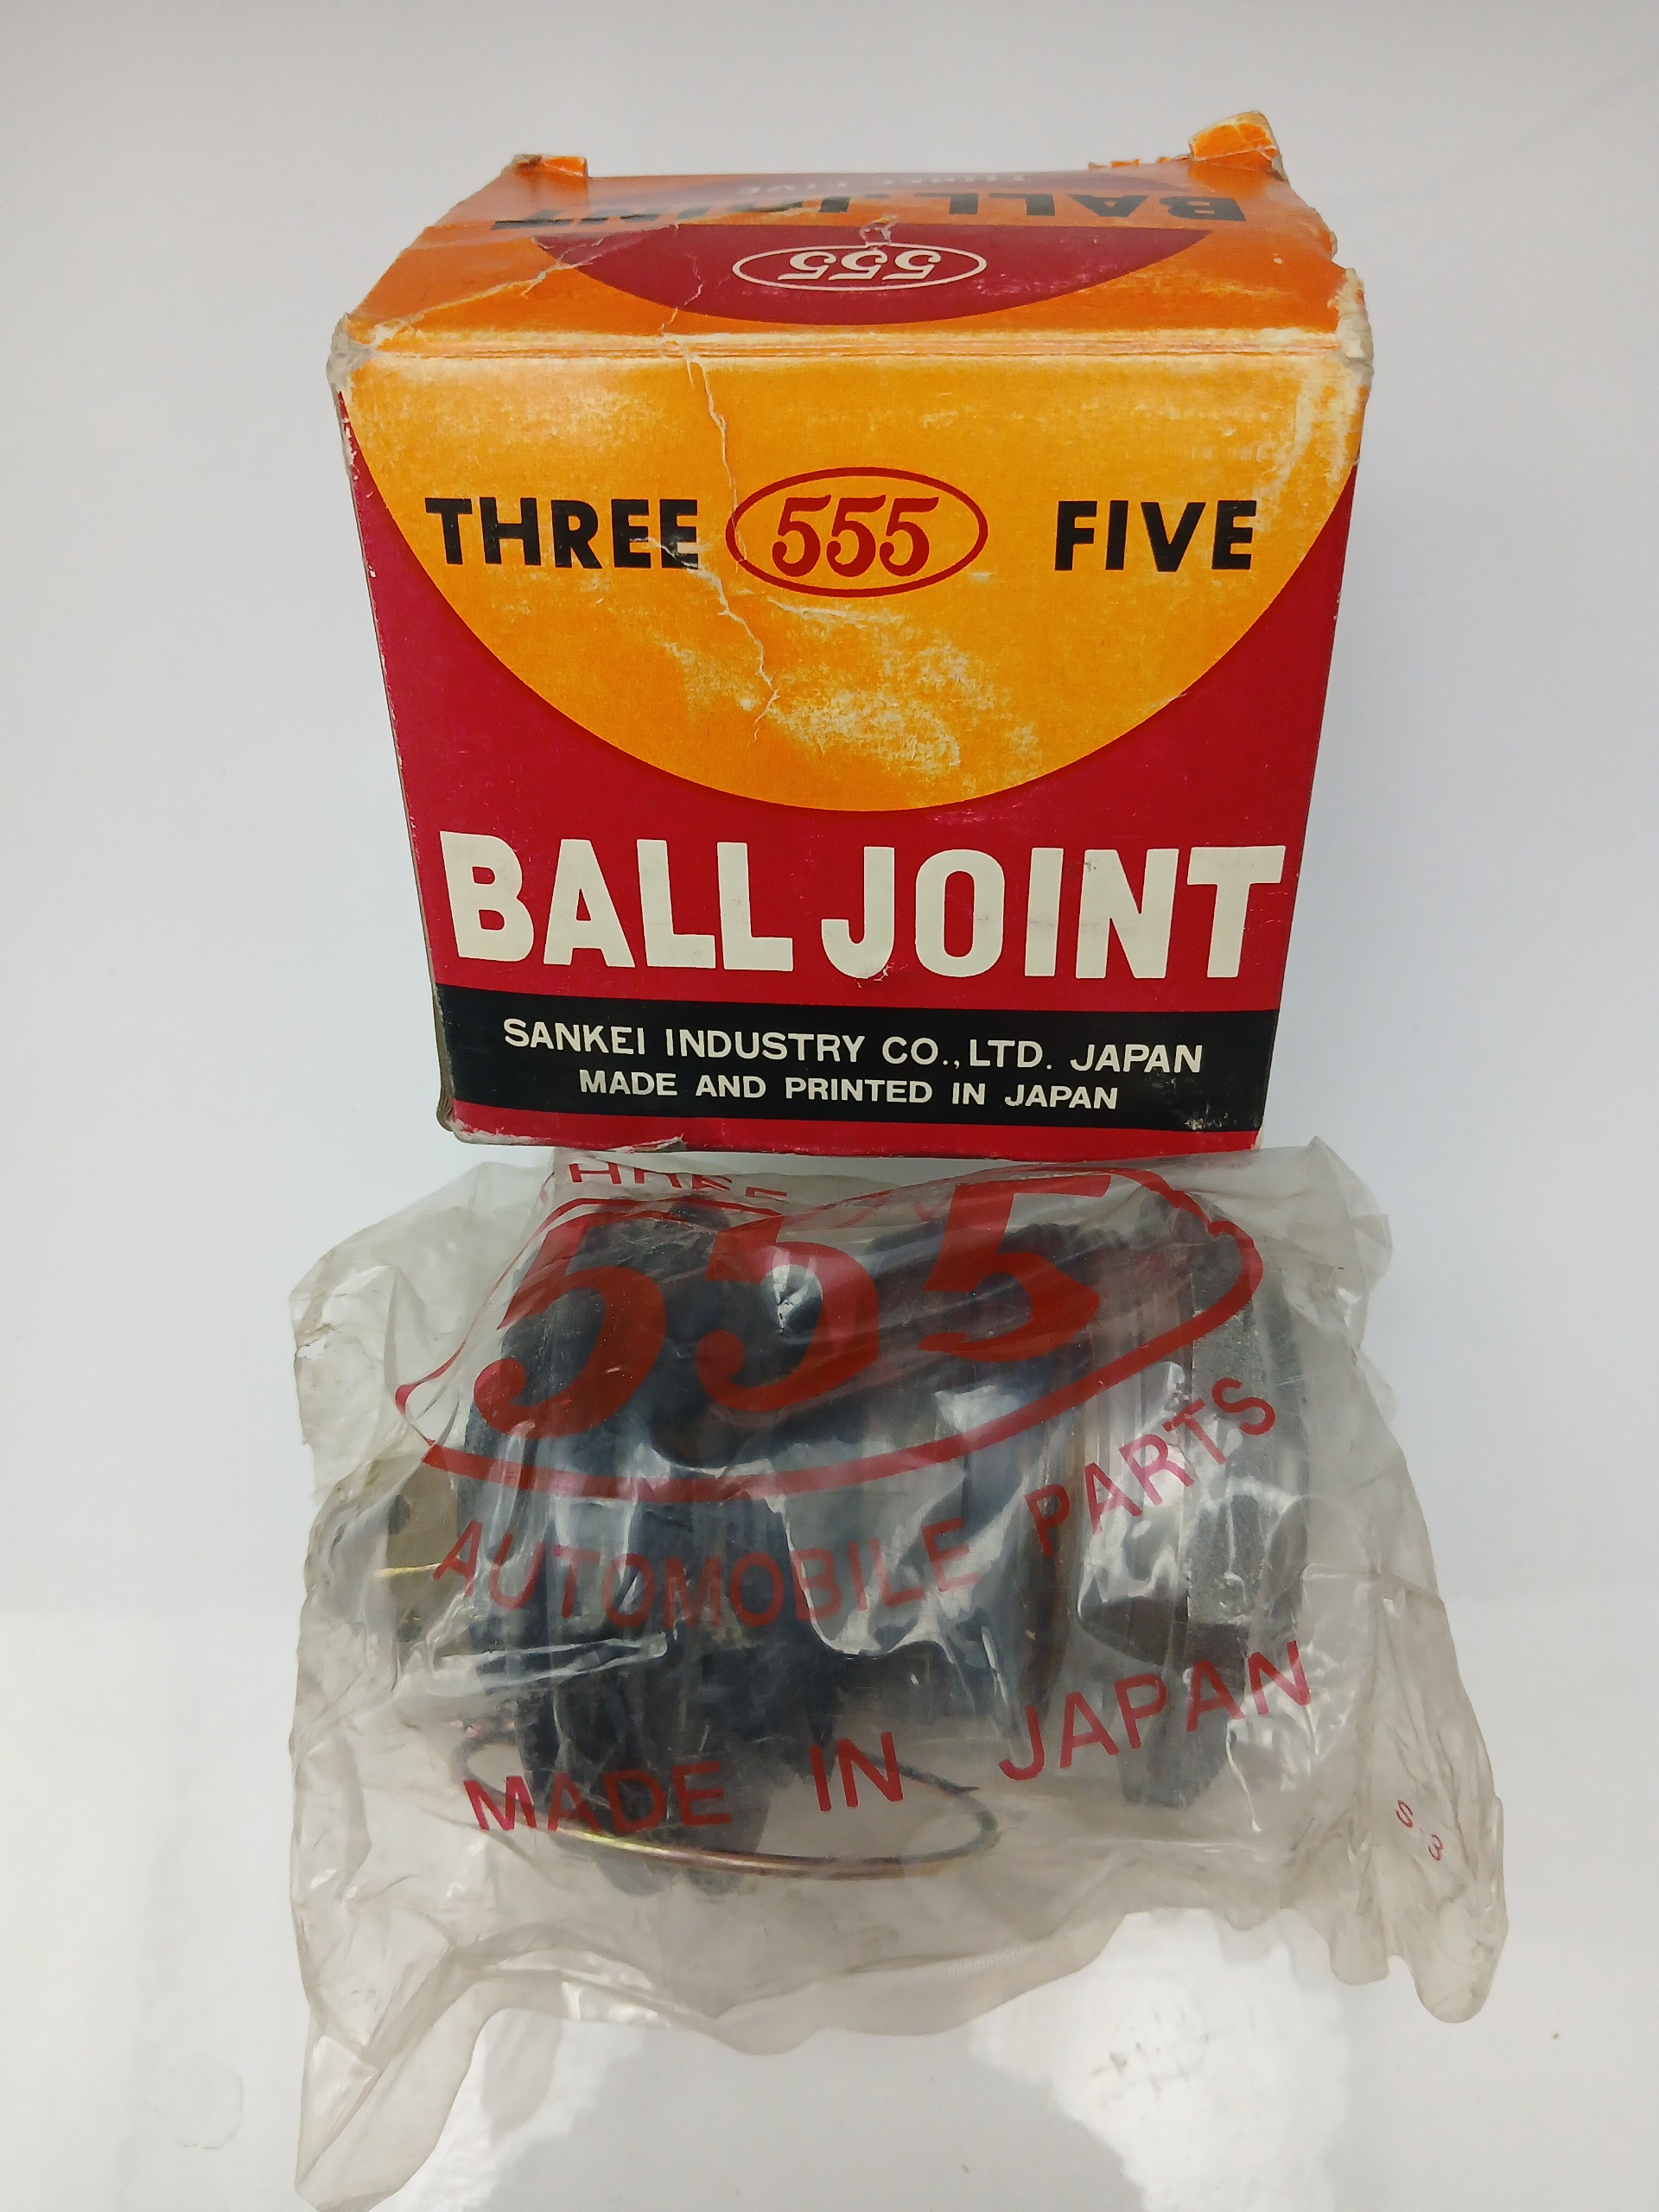 BALL JOINT
555
THREE 555 FIVE
BALL JOINT
SANKEI INDUSTRY CO., LTD. JAPAN
MADE AND PRINTED IN JAPAN
THREE
555
AUTOMOBILE PARTS
MADE IN JAPAN